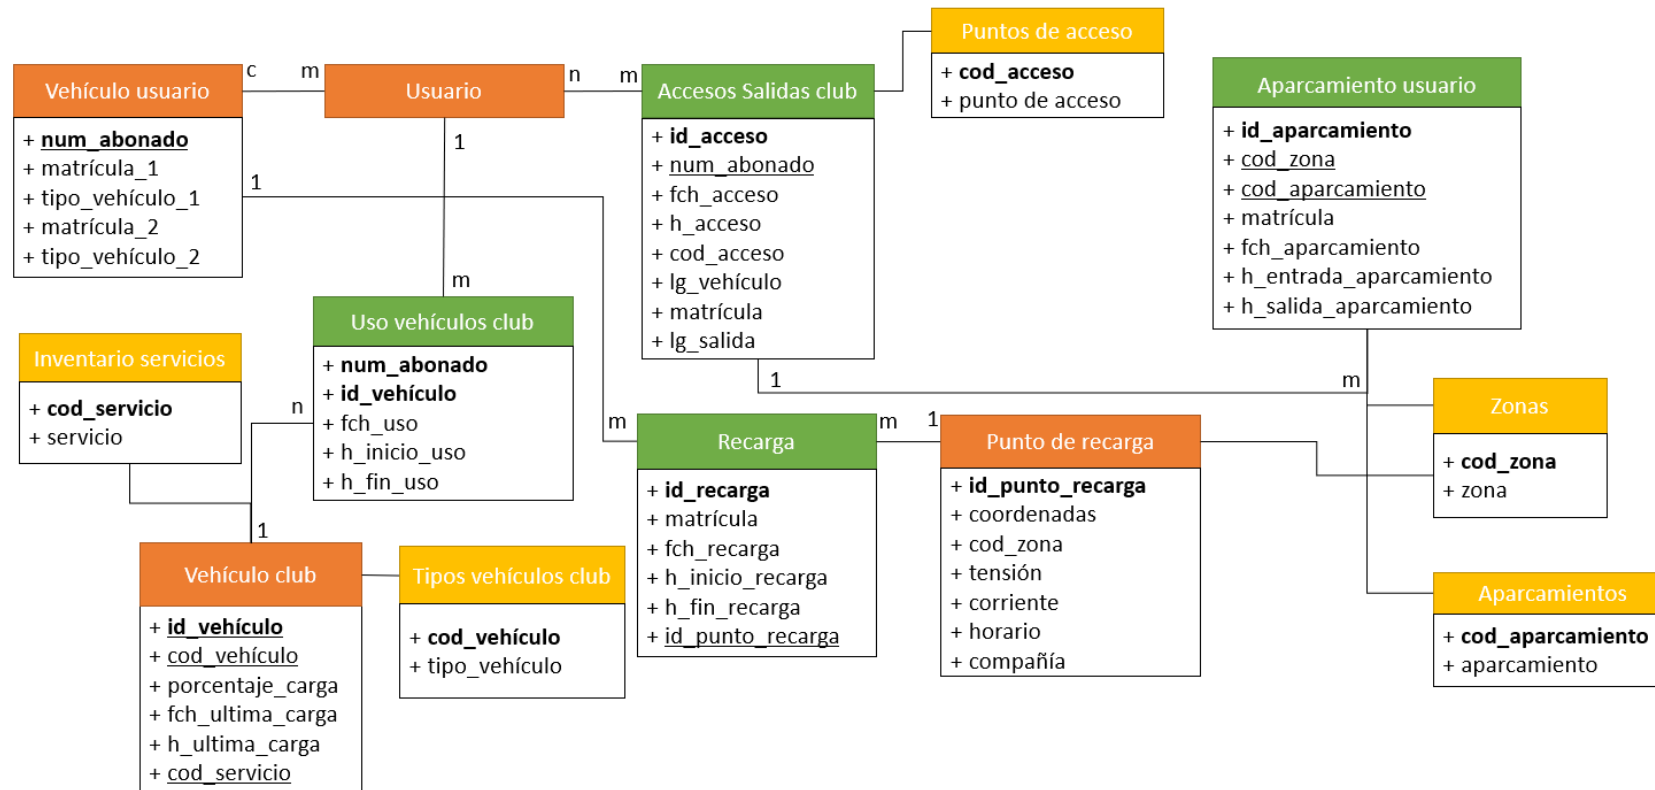 Vehículo usuario
+ num_abonado
+ matrícula_1
+ tipo_vehículo_1
+ matrícula_2
+ tipo_vehículo_2
c
m
Usuario
n
m
1
1
m
Accesos Salidas club
+ id_acceso
+ num_abonado
+ fch_acceso
+ h_acceso
+ cod_acceso
+ lg_vehículo
+ matrícula
+ lg_salida
Puntos de acceso
+ cod_acceso
+ punto de acceso
Aparcamiento usuario
+ id_aparcamiento
+ cod_zona
+ cod_aparcamiento
+ matrícula
+ fch_aparcamiento
+ h_entrada_aparcamiento
+ h_salida_aparcamiento
1
m
Inventario servicios
+ cod_servicio
+ servicio
Uso vehículos club
+ num_abonado
+ id_vehículo
+ fch_uso
+ h_inicio_uso
+ h_fin_uso
n
1
m
Recarga
+ id_recarga
+ matrícula
+ fch_recarga
+ h_inicio_recarga
+ h_fin_recarga
+ id_punto_recarga
m
1
Punto de recarga
+ id_punto_recarga
+ coordenadas
+ cod_zona
+ tensión
+ corriente
+ horario
+ compañía
Zonas
+ cod_zona
+ zona
Vehículo club
+ id_vehículo
+ cod_vehículo
+ porcentaje_carga
+ fch_ultima_carga
+ h_ultima_carga
+ cod_servicio
Tipos vehículos club
+ cod_vehículo
+ tipo_vehículo
Aparcamientos
+ cod_aparcamiento
+ aparcamiento